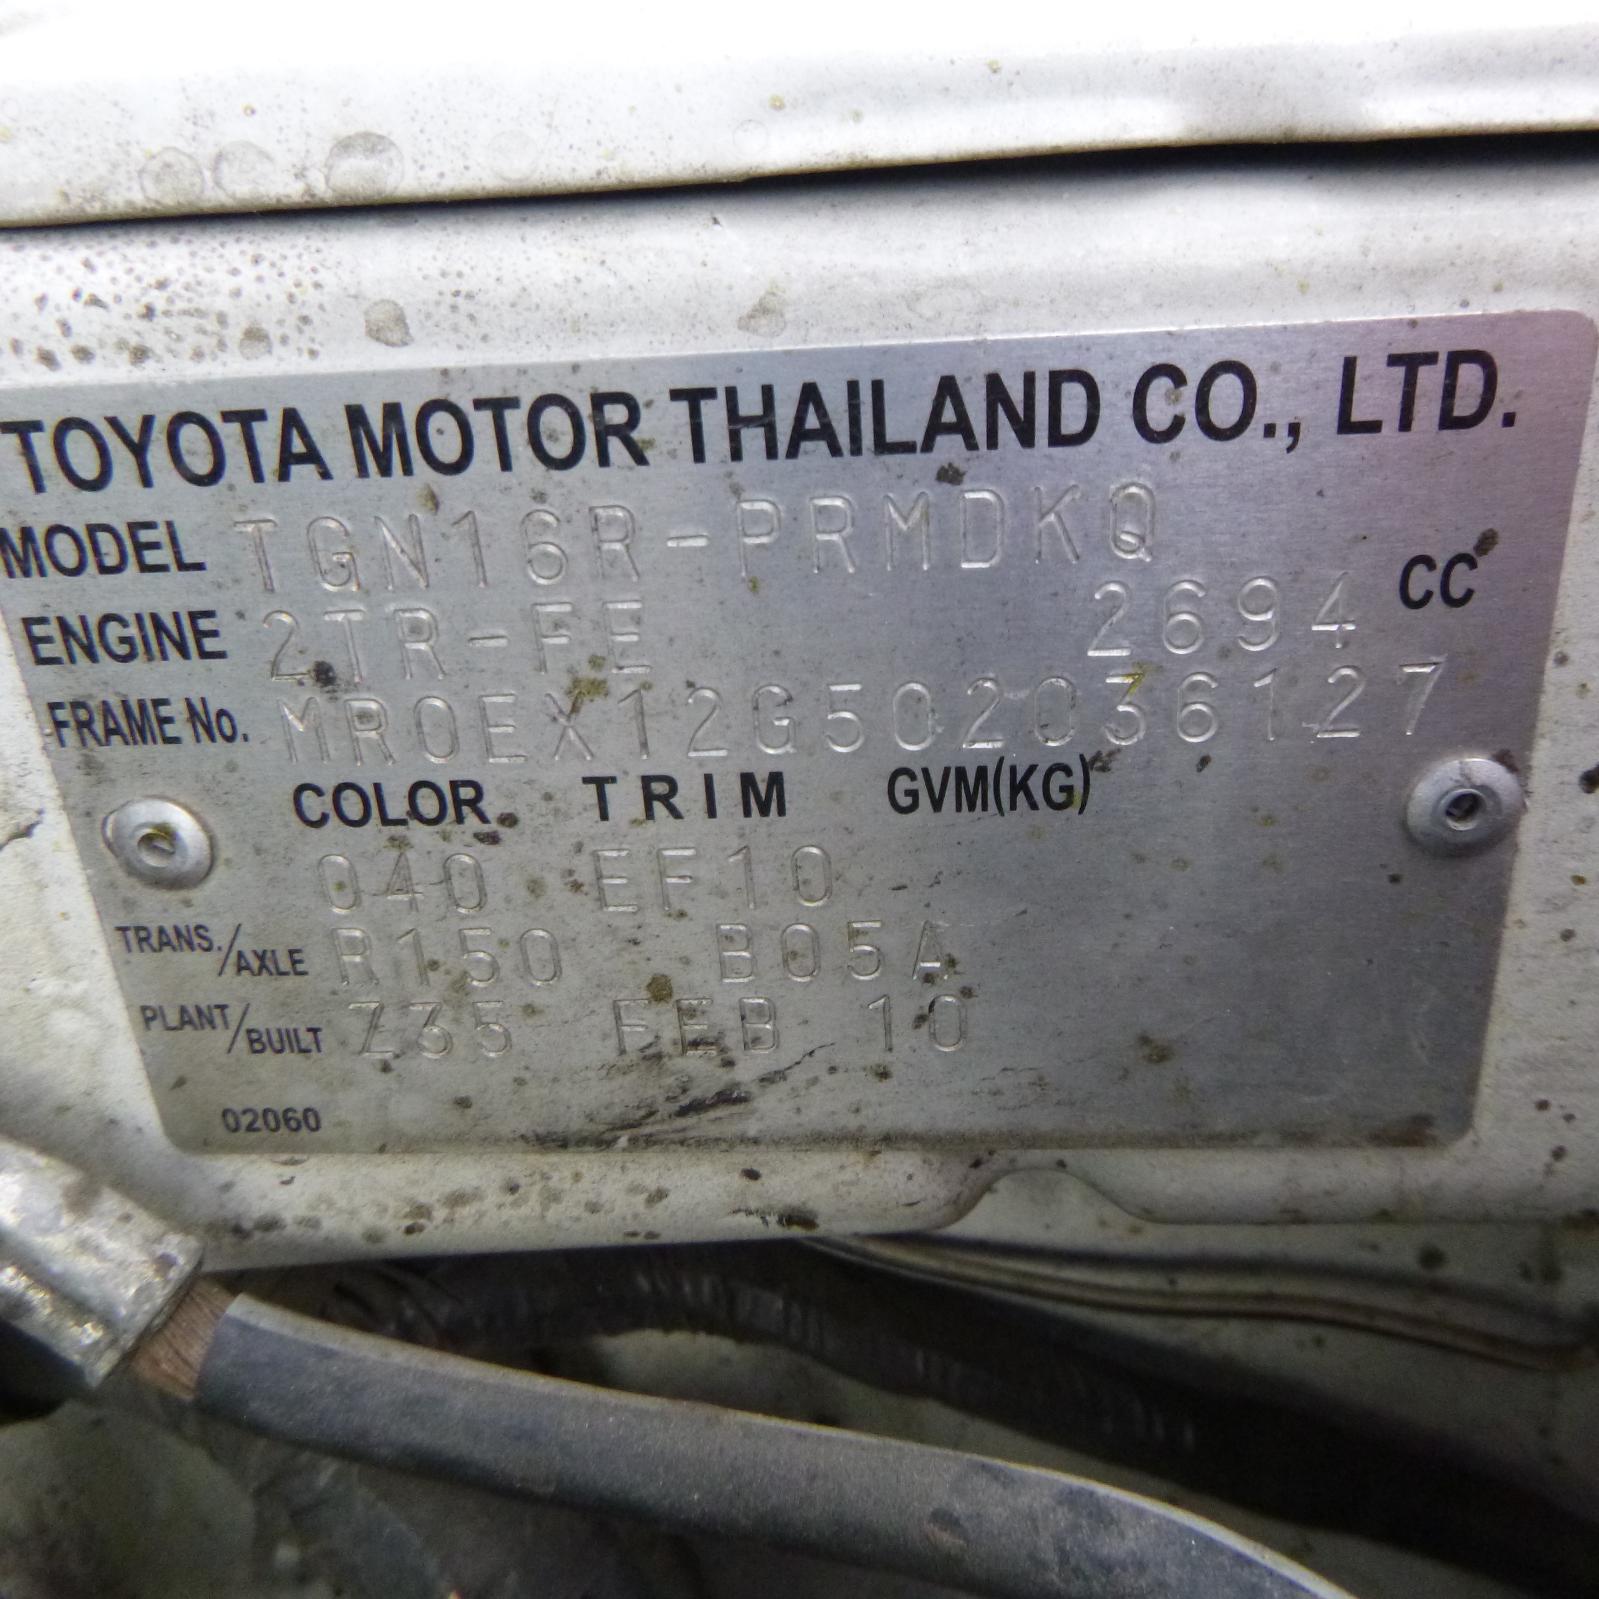 TOYOTA MOTOR THAILAND CO., LTD.
MODEL TGN16R-PRMDKQ
ENGINE 2TR-FE 2694 CC
FRAME No. MR0EX12G502036127
COLOR TRIM GVM(KG)
040 EF10
TRANS./AXLE R150 B05A
PLANT/BUILT Z35 FEB 10
02060